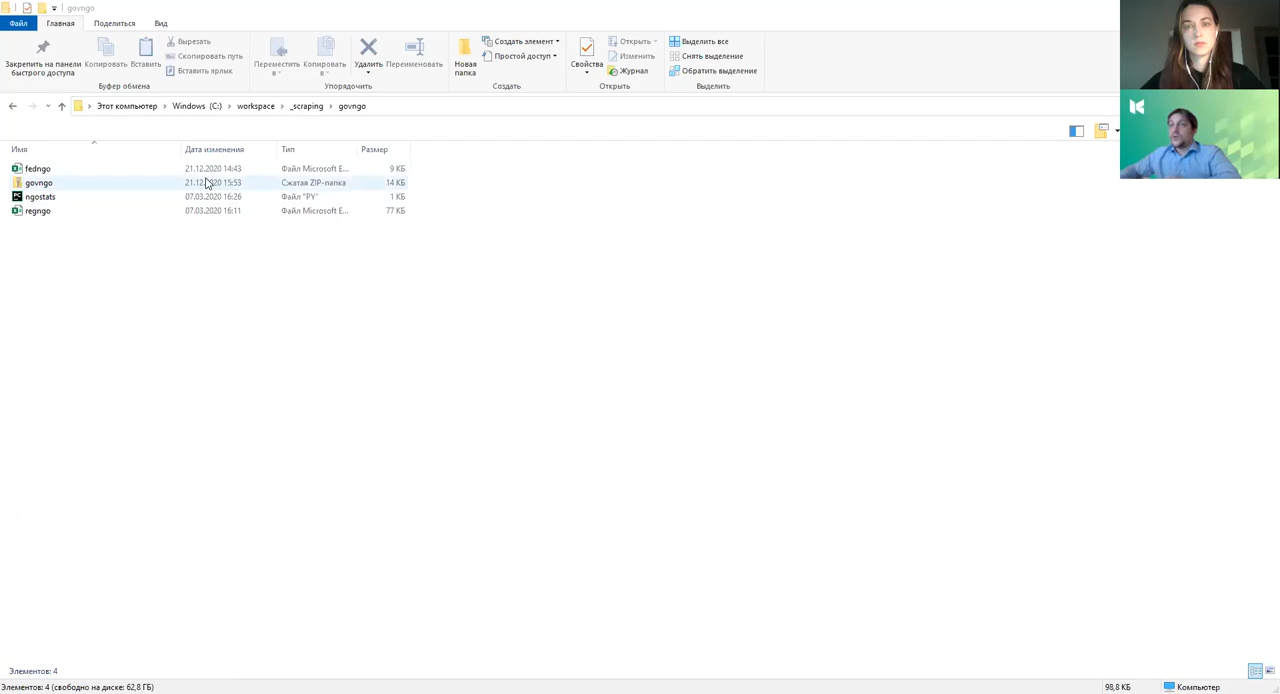 govngo
Файл Главная Поделиться Вид
Закрепить на панели быстрого доступа
Копировать
Вставить
Вырезать
Скопировать путь
Вставить ярлык
Буфер обмена
Переместить в
Копировать в
Удалить
Переименовать
Упорядочить
Новая папка
Создать элемент
Простой доступ
Создать
Свойства
Открыть
Изменить
Журнал
Открыть
Выделить все
Снять выделение
Обратить выделение
Выделить
Этот компьютер > Windows (C:) > workspace > _scraping > govngo
Имя Дата изменения Тип Размер
fedngo 21.12.2020 14:43 Файл Microsoft E... 9 КБ
govngo 21.12.2020 15:53 Сжатая ZIP-папка 14 КБ
ngostats 07.03.2020 16:26 Файл "PY" 1 КБ
regngo 07.03.2020 16:11 Файл Microsoft E... 77 КБ
Элементов: 4
Элементов: 4 (свободно на диске: 62,8 ГБ) 98,8 КБ Компьютер